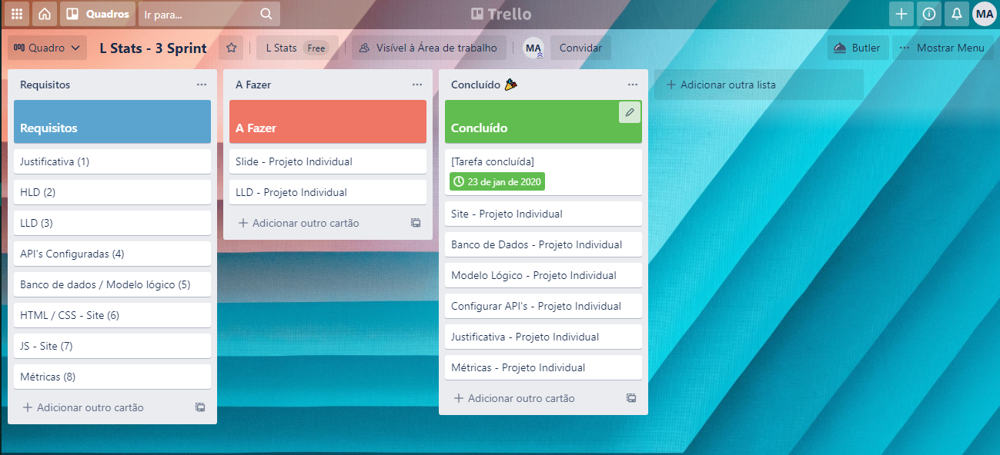 Quadros
Ir para...
Trello
MA
Quadro
L Stats - 3 Sprint
L Stats
Free
Visível à Área de trabalho
MA
Convidar
Butler
Mostrar Menu
Requisitos
Requisitos
Justificativa (1)
HLD (2)
LLD (3)
API's Configuradas (4)
Banco de dados / Modelo lógico (5)
HTML / CSS - Site (6)
JS - Site (7)
Métricas (8)
Adicionar outro cartão
A Fazer
A Fazer
Slide - Projeto Individual
LLD - Projeto Individual
Adicionar outro cartão
Concluído 🎉
Concluído
[Tarefa concluída]
23 de jan de 2020
Site - Projeto Individual
Banco de Dados - Projeto Individual
Modelo Lógico - Projeto Individual
Configurar API's - Projeto Individual
Justificativa - Projeto Individual
Métricas - Projeto Individual
Adicionar outro cartão
Adicionar outra lista